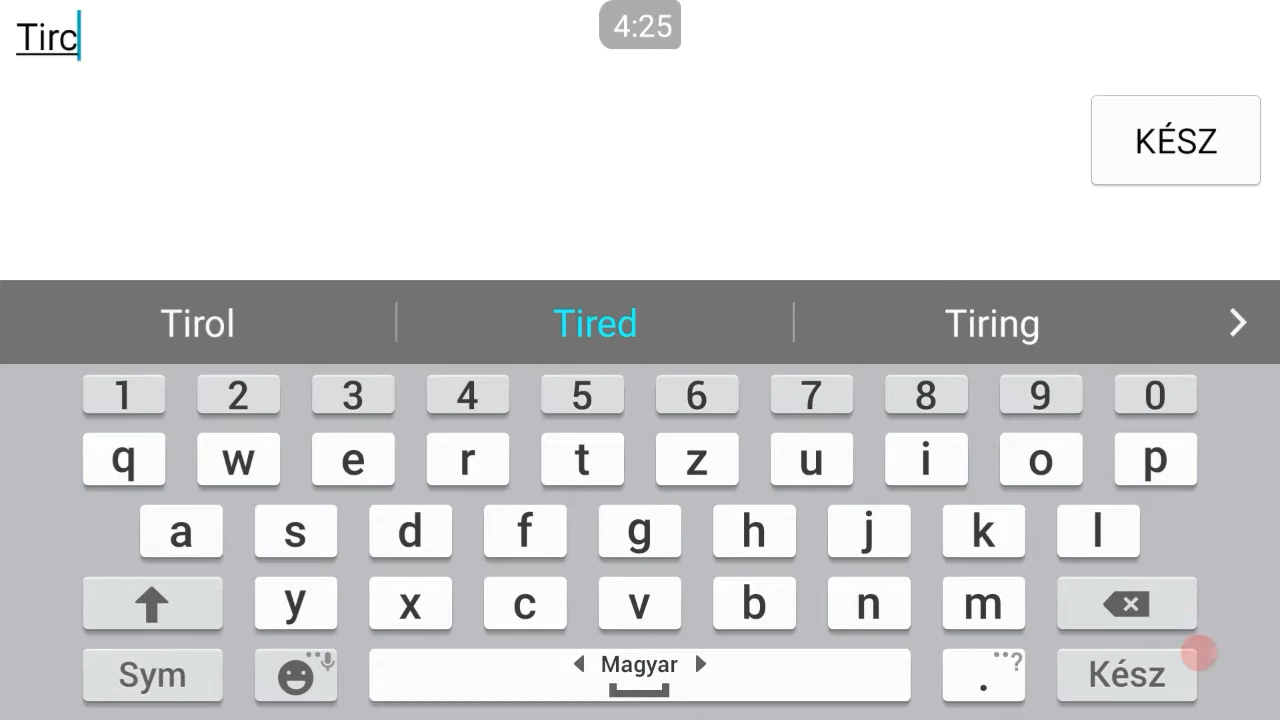 Tirc
4:25
KÉSZ
Tirol Tired Tiring
1 2 3 4 5 6 7 8 9 0
q w e r t z u i o p
a s d f g h j k l
y x c v b n m
Sym Magyar . ? Kész